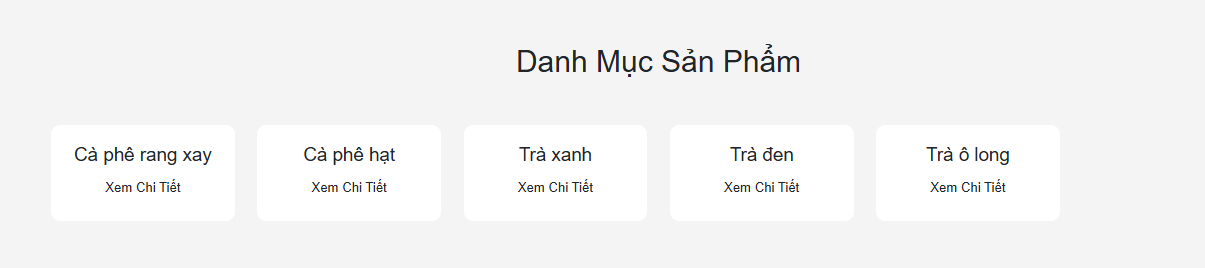 Danh Mục Sản Phẩm
Cà phê rang xay
Xem Chi Tiết
Cà phê hạt
Xem Chi Tiết
Trà xanh
Xem Chi Tiết
Trà đen
Xem Chi Tiết
Trà ô long
Xem Chi Tiết